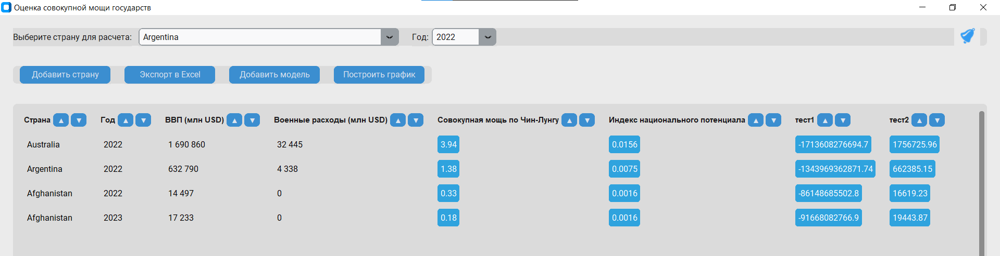 Оценка совокупной мощи государств
Выберите страну для расчета: Argentina Год: 2022
Добавить страну Экспорт в Excel Добавить модель Построить график
Страна ▲ ▼ Год ▲ ▼ ВВП (млн USD) ▲ ▼ Военные расходы (млн USD) ▲ ▼ Совокупная мощь по Чин-Лунгу ▲ ▼ Индекс национального потенциала ▲ ▼ тест1 ▲ ▼ тест2 ▲ ▼
Australia 2022 1 690 860 32 445 3.94 0.0156 -1713608276694.7 1756725.96
Argentina 2022 632 790 4 338 1.38 0.0075 -1343969362871.74 662385.15
Afghanistan 2022 14 497 0 0.33 0.0016 -86148685502.8 16619.23
Afghanistan 2023 17 233 0 0.18 0.0016 -91668082766.9 19443.87